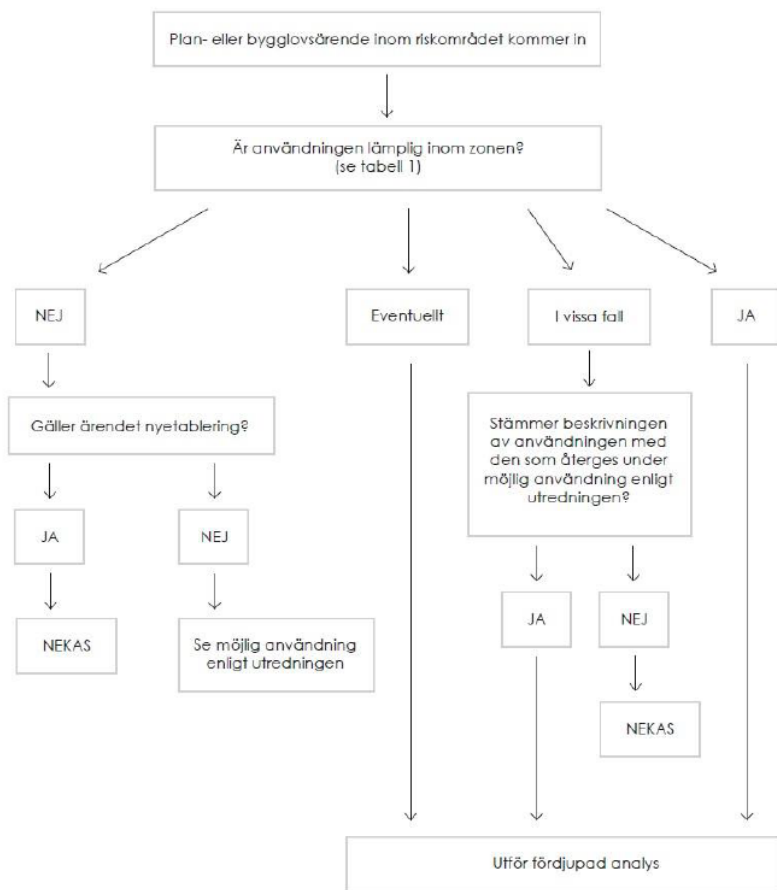 Plan- eller bygglovsärende inom riskområdet kommer in
Är användningen lämplig inom zonen?
(se tabell 1)
NEJ
Eventuellt
I vissa fall
JA
Gäller ärendet nyetablering?
Stämmer beskrivningen
av användningen med
den som återges under
möjlig användning enligt
utredningen?
JA
NEJ
JA
NEJ
NEKAS
Se möjlig användning
enligt utredningen
NEKAS
Utför fördjupad analys